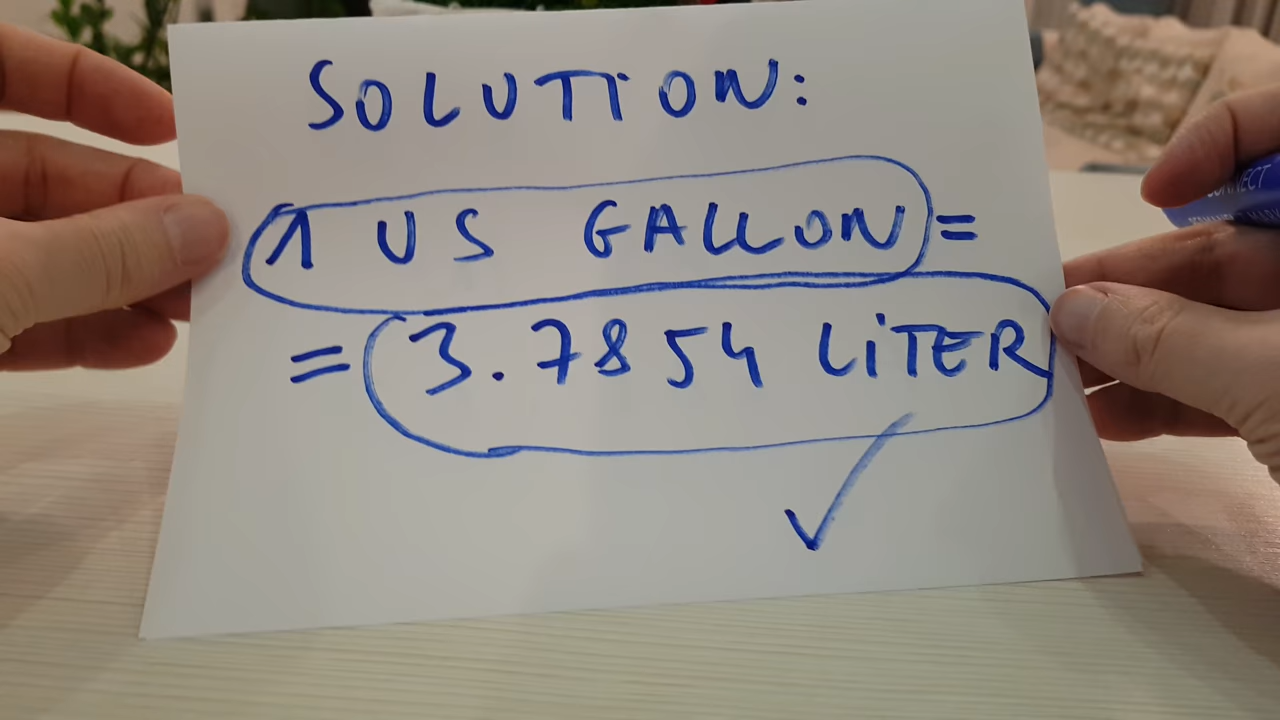 SOLUTION:
1 US GALLON =
= 3.7854 LiTER